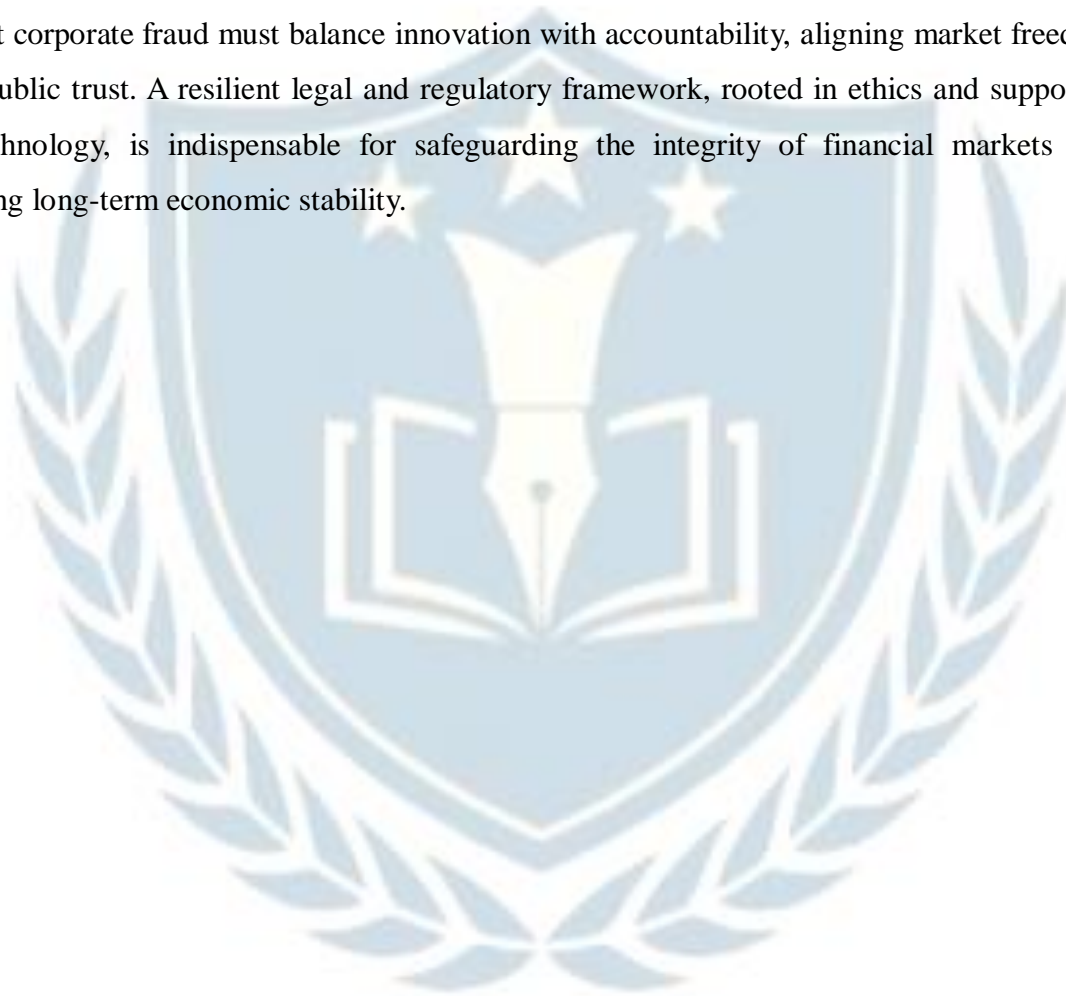 t corporate fraud must balance innovation with accountability, aligning market freed
ublic trust. A resilient legal and regulatory framework, rooted in ethics and suppo
hnology, is indispensable for safeguarding the integrity of financial markets
ng long-term economic stability.